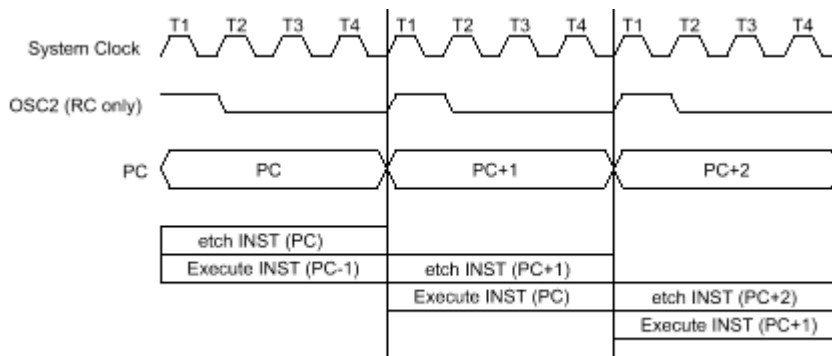 T1 T2 T3 T4 T1 T2 T3 T4 T1 T2 T3 T4
System Clock
OSC2 (RC only)
PC PC PC+1 PC+2
etch INST (PC)
Execute INST (PC-1) etch INST (PC+1)
Execute INST (PC) etch INST (PC+2)
Execute INST (PC+1)